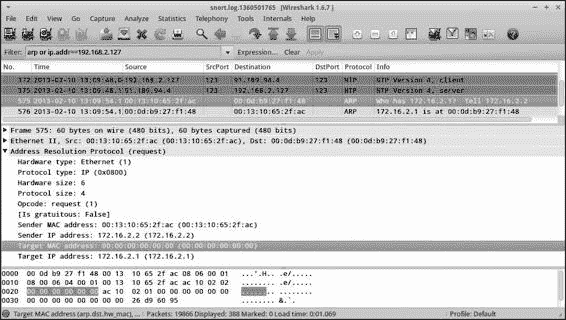 snort.log.1360501765 [Wireshark 1.6.7]
File Edit View Go Capture Analyze Statistics Telephony Tools Internals Help
Filter: arp or ip.addr==192.168.2.127 Expression... Clear Apply
No. Time Source SrcPort Destination DstPort Protocol Info
372 2013-02-10 13:09:48. 192.168.2.127 123 91.189.94.4 123 NTP NTP Version 4, client
375 2013-02-10 13:09:48. 91.189.94.4 123 192.168.2.127 123 NTP NTP Version 4, server
575 2013-02-10 13:09:54.1 00:13:10:65:2f:ac 00:0d:b9:27:f1:48 ARP Who has 172.16.2.1? Tell 172.16.2.2
576 2013-02-10 13:09:54.1 00:0d:b9:27:f1:48 00:13:10:65:2f:ac ARP 172.16.2.1 is at 00:0d:b9:27:f1:48
Frame 575: 60 bytes on wire (480 bits), 60 bytes captured (480 bits)
Ethernet II, Src: 00:13:10:65:2f:ac (00:13:10:65:2f:ac), Dst: 00:0d:b9:27:f1:48 (00:0d:b9:27:f1:48)
Address Resolution Protocol (request)
Hardware type: Ethernet (1)
Protocol type: IP (0x0800)
Hardware size: 6
Protocol size: 4
Opcode: request (1)
[Is gratuitous: False]
Sender MAC address: 00:13:10:65:2f:ac (00:13:10:65:2f:ac)
Sender IP address: 172.16.2.2 (172.16.2.2)
Target MAC address: 00:00:00:00:00:00 (00:00:00:00:00:00)
Target IP address: 172.16.2.1 (172.16.2.1)
0000 00 0d b9 27 f1 48 00 13 10 65 2f ac 08 06 00 01 ...'.H.. .e/.....
0010 08 00 06 04 00 01 00 13 10 65 2f ac ac 10 02 02 ........ .e/.....
0020 00 00 00 00 00 00 ac 10 02 01 00 00 00 00 00 00 ........ ........
0030 00 00 00 00 00 00 00 00 26 d9 60 95 ........ &.`.
Target MAC address (arp.dst.hw_mac), Packets: 19866 Displayed: 388 Marked: 0 Load time: 0:01.069 Profile: Default